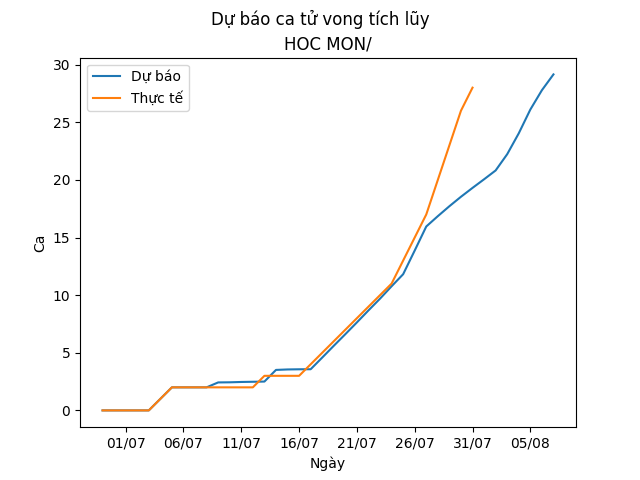 Dự báo ca tử vong tích lũy
HOC MON/
Dự báo
Thực tế
Ca
30
25
20
15
10
5
0
01/07 06/07 11/07 16/07 21/07 26/07 31/07 05/08
Ngày